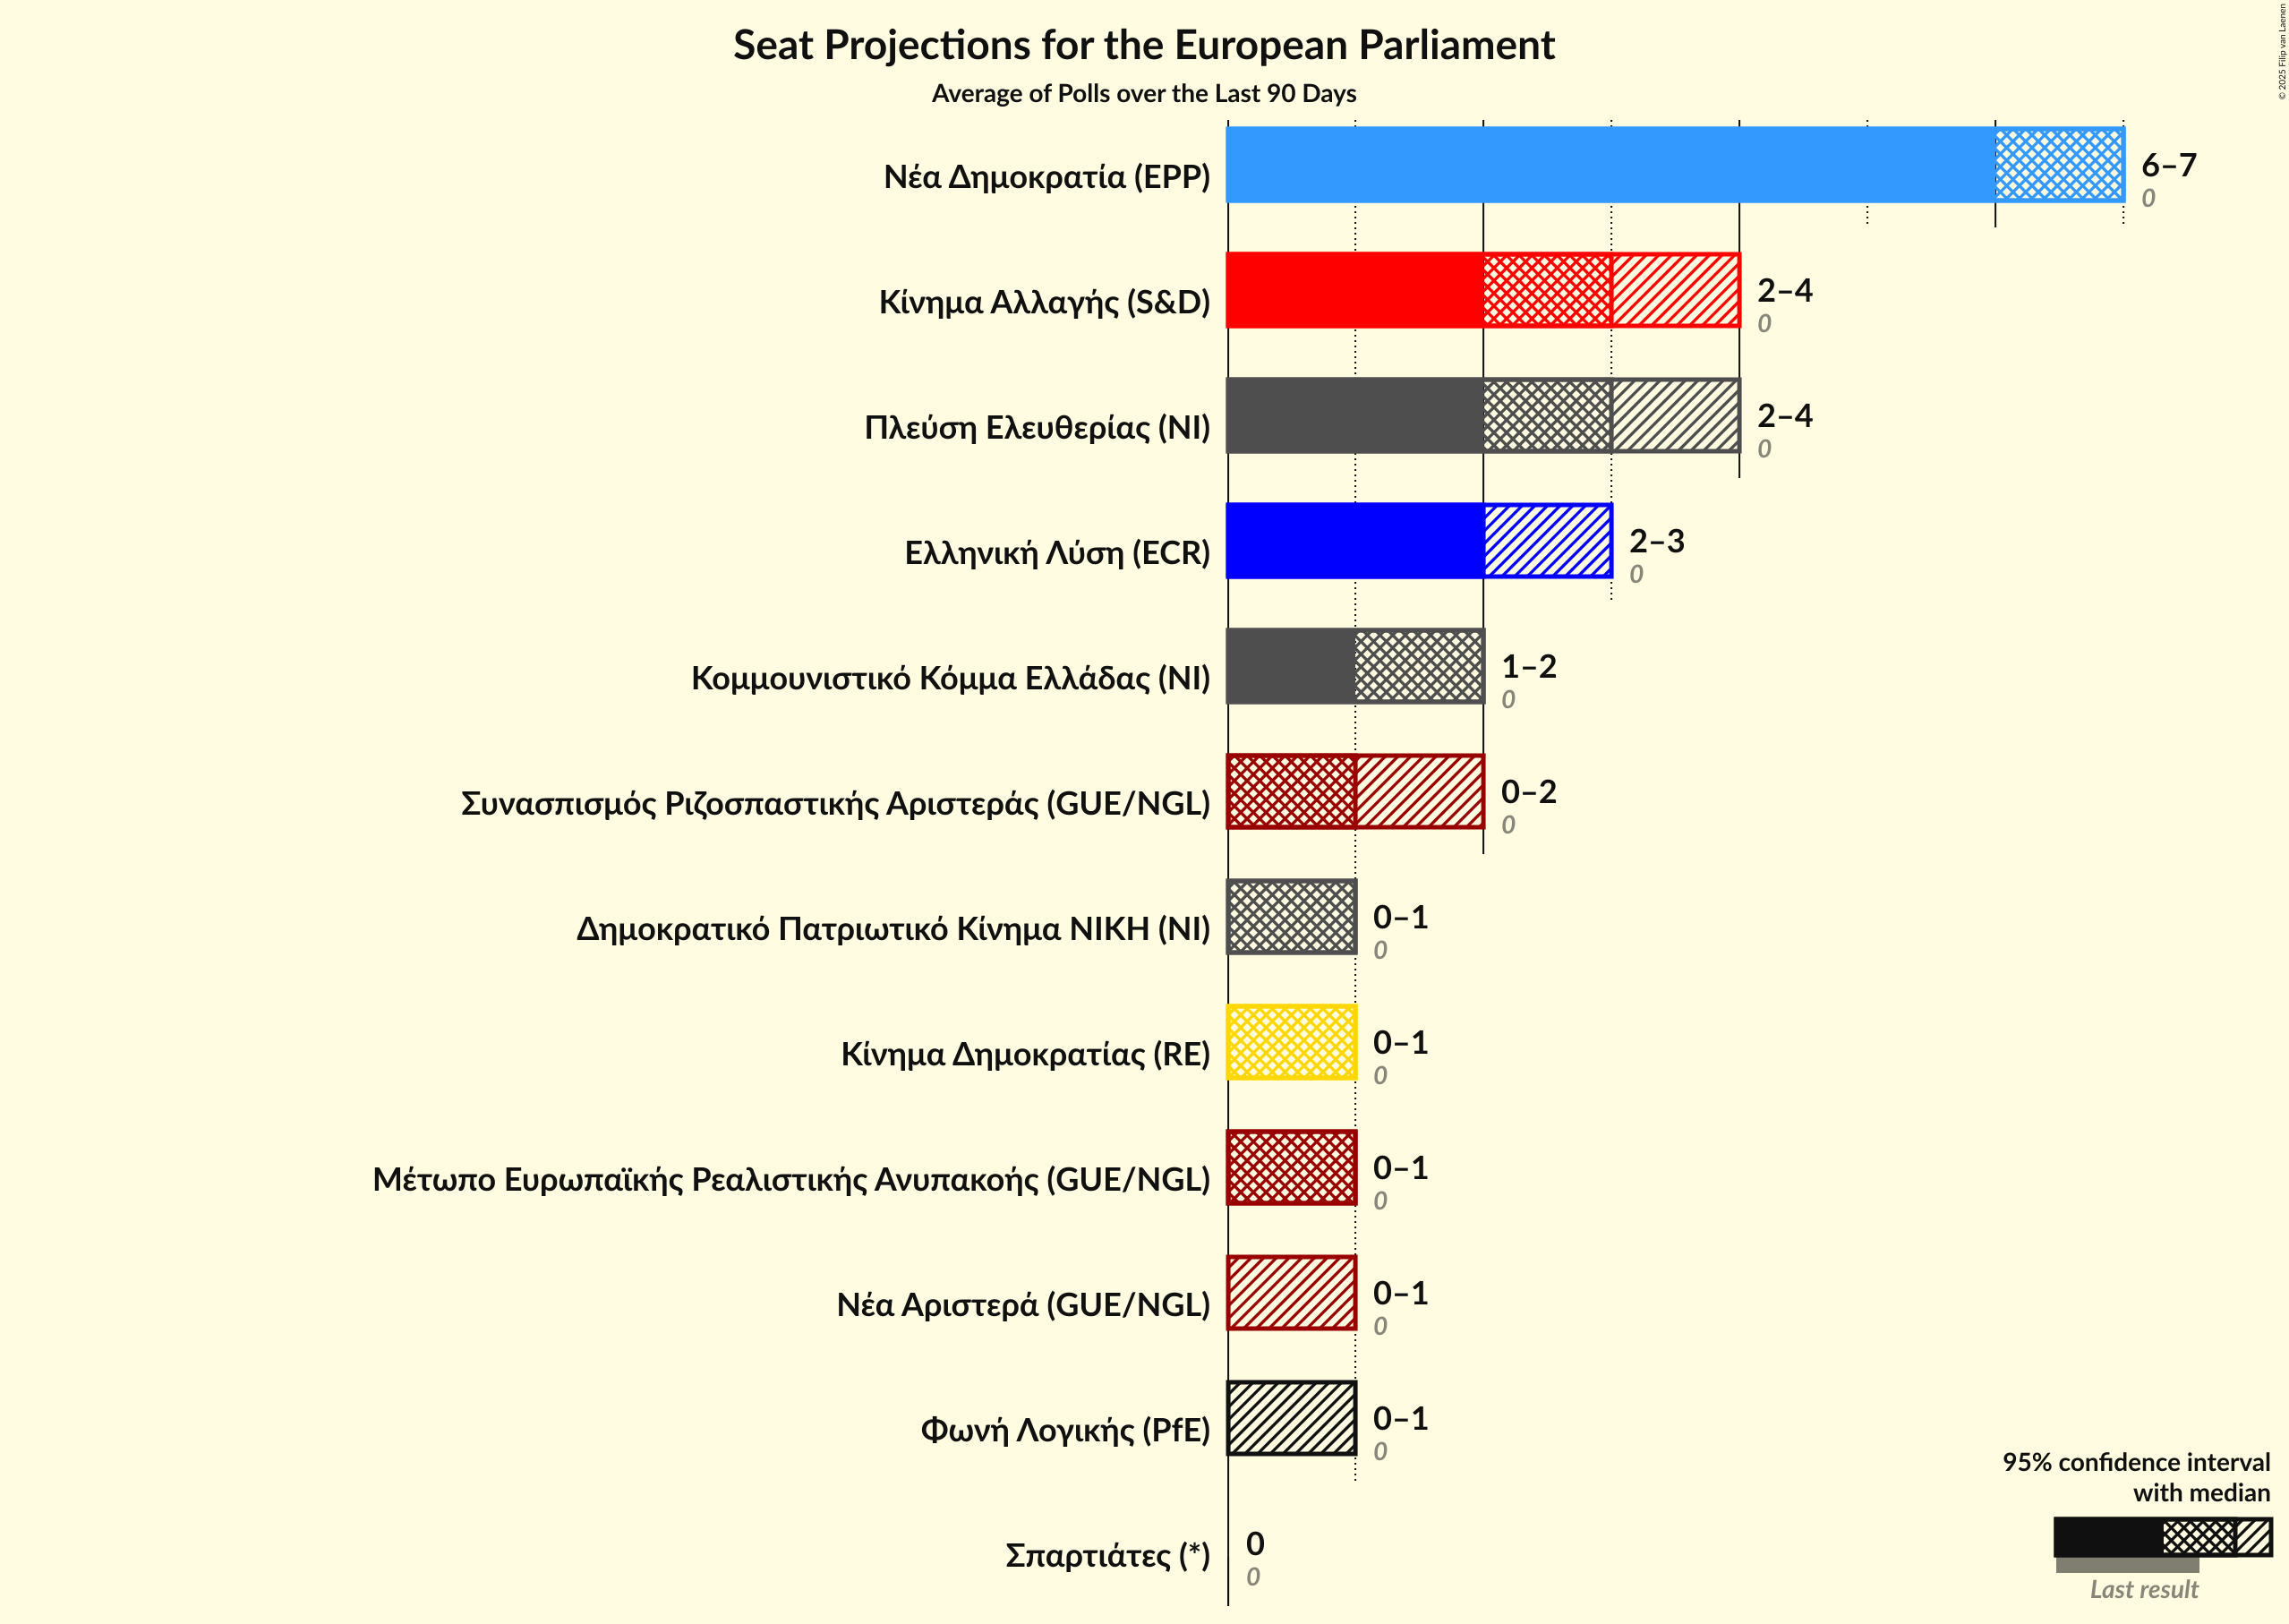 © 2025 Filip van Laenen
Seat Projections for the European Parliament
Average of Polls over the Last 90 Days
Νέα Δημοκρατία (EPP)
6–7
0
Κίνημα Αλλαγής (S&D)
2–4
0
Πλεύση Ελευθερίας (NI)
2–4
0
Ελληνική Λύση (ECR)
2–3
0
Κομμουνιστικό Κόμμα Ελλάδας (NI)
1–2
0
Συνασπισμός Ριζοσπαστικής Αριστεράς (GUE/NGL)
0–2
0
Δημοκρατικό Πατριωτικό Κίνημα ΝΙΚΗ (NI)
0–1
0
Κίνημα Δημοκρατίας (RE)
0–1
0
Μέτωπο Ευρωπαϊκής Ρεαλιστικής Ανυπακοής (GUE/NGL)
0–1
0
Νέα Αριστερά (GUE/NGL)
0–1
0
Φωνή Λογικής (PfE)
0–1
0
Σπαρτιάτες (*)
0
0
95% confidence interval
with median
Last result